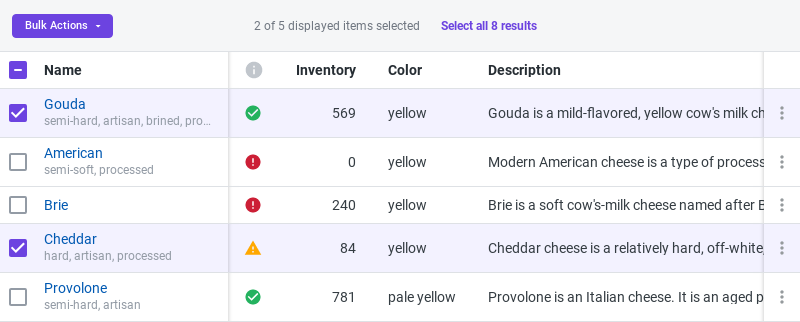 Bulk Actions
2 of 5 displayed items selected
Select all 8 results
Name
Inventory
Color
Description
Gouda
semi-hard, artisan, brined, pro...
569
yellow
Gouda is a mild-flavored, yellow cow's milk ch
American
semi-soft, processed
0
yellow
Modern American cheese is a type of process
Brie
240
yellow
Brie is a soft cow's-milk cheese named after B
Cheddar
hard, artisan, processed
84
yellow
Cheddar cheese is a relatively hard, off-white,
Provolone
semi-hard, artisan
781
pale yellow
Provolone is an Italian cheese. It is an aged p